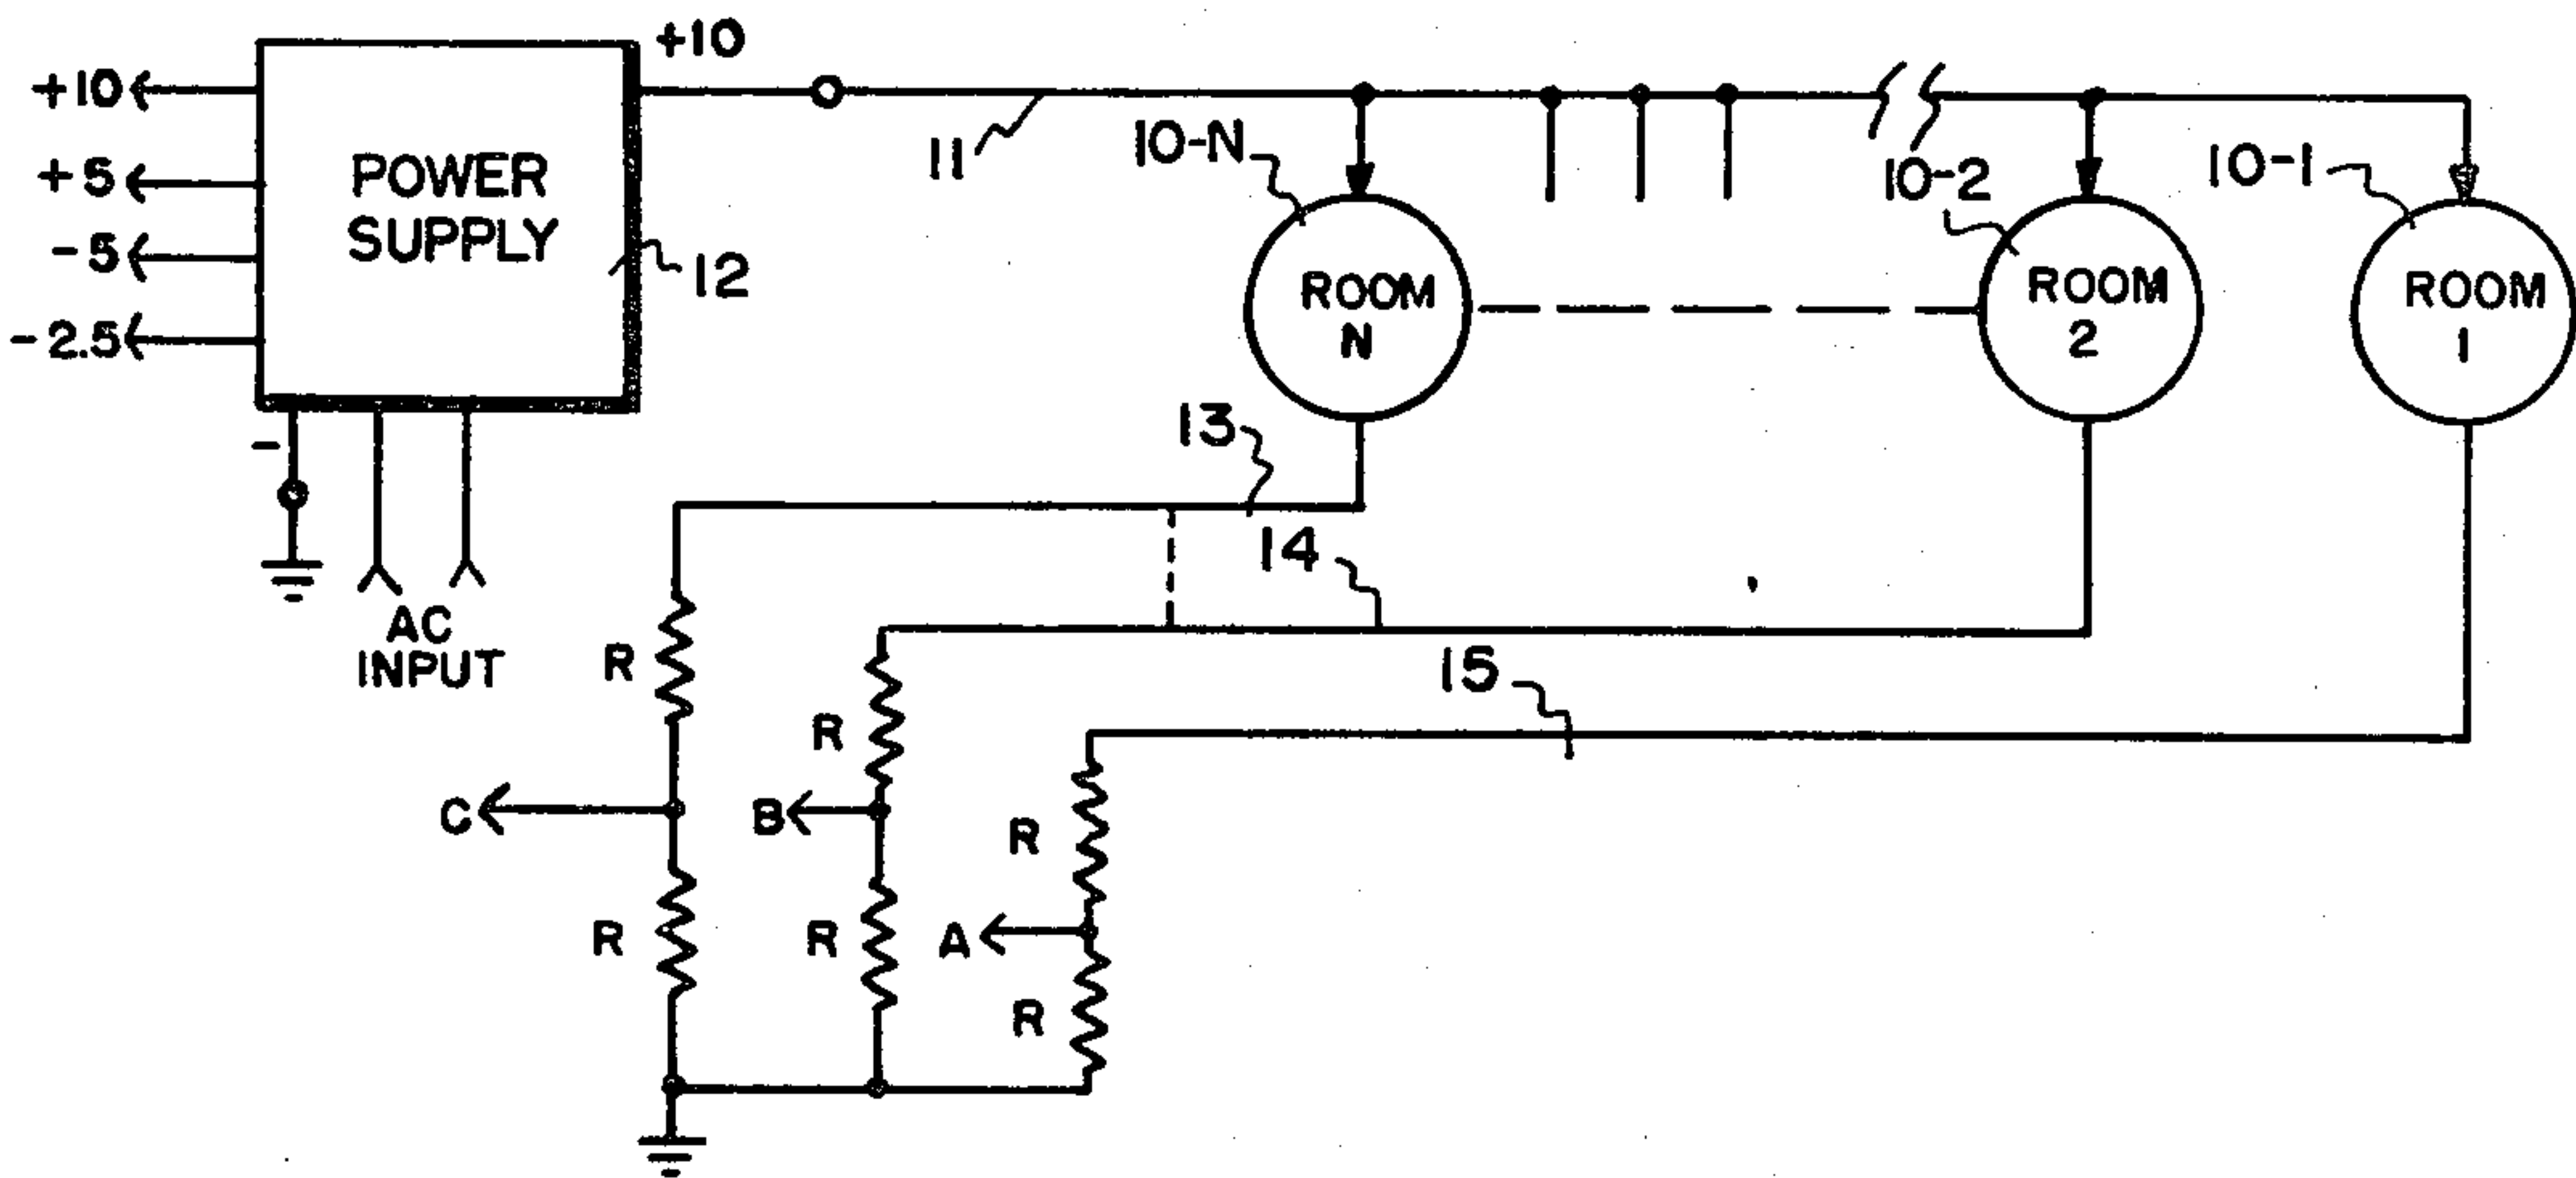 +10
+10
+5
-5
-2.5
POWER
SUPPLY
12
-
AC
INPUT
11
10-N
10-2
10-1
ROOM
N
ROOM
2
ROOM
1
13
14
15
R
R
R
C
B
A
R
R
R